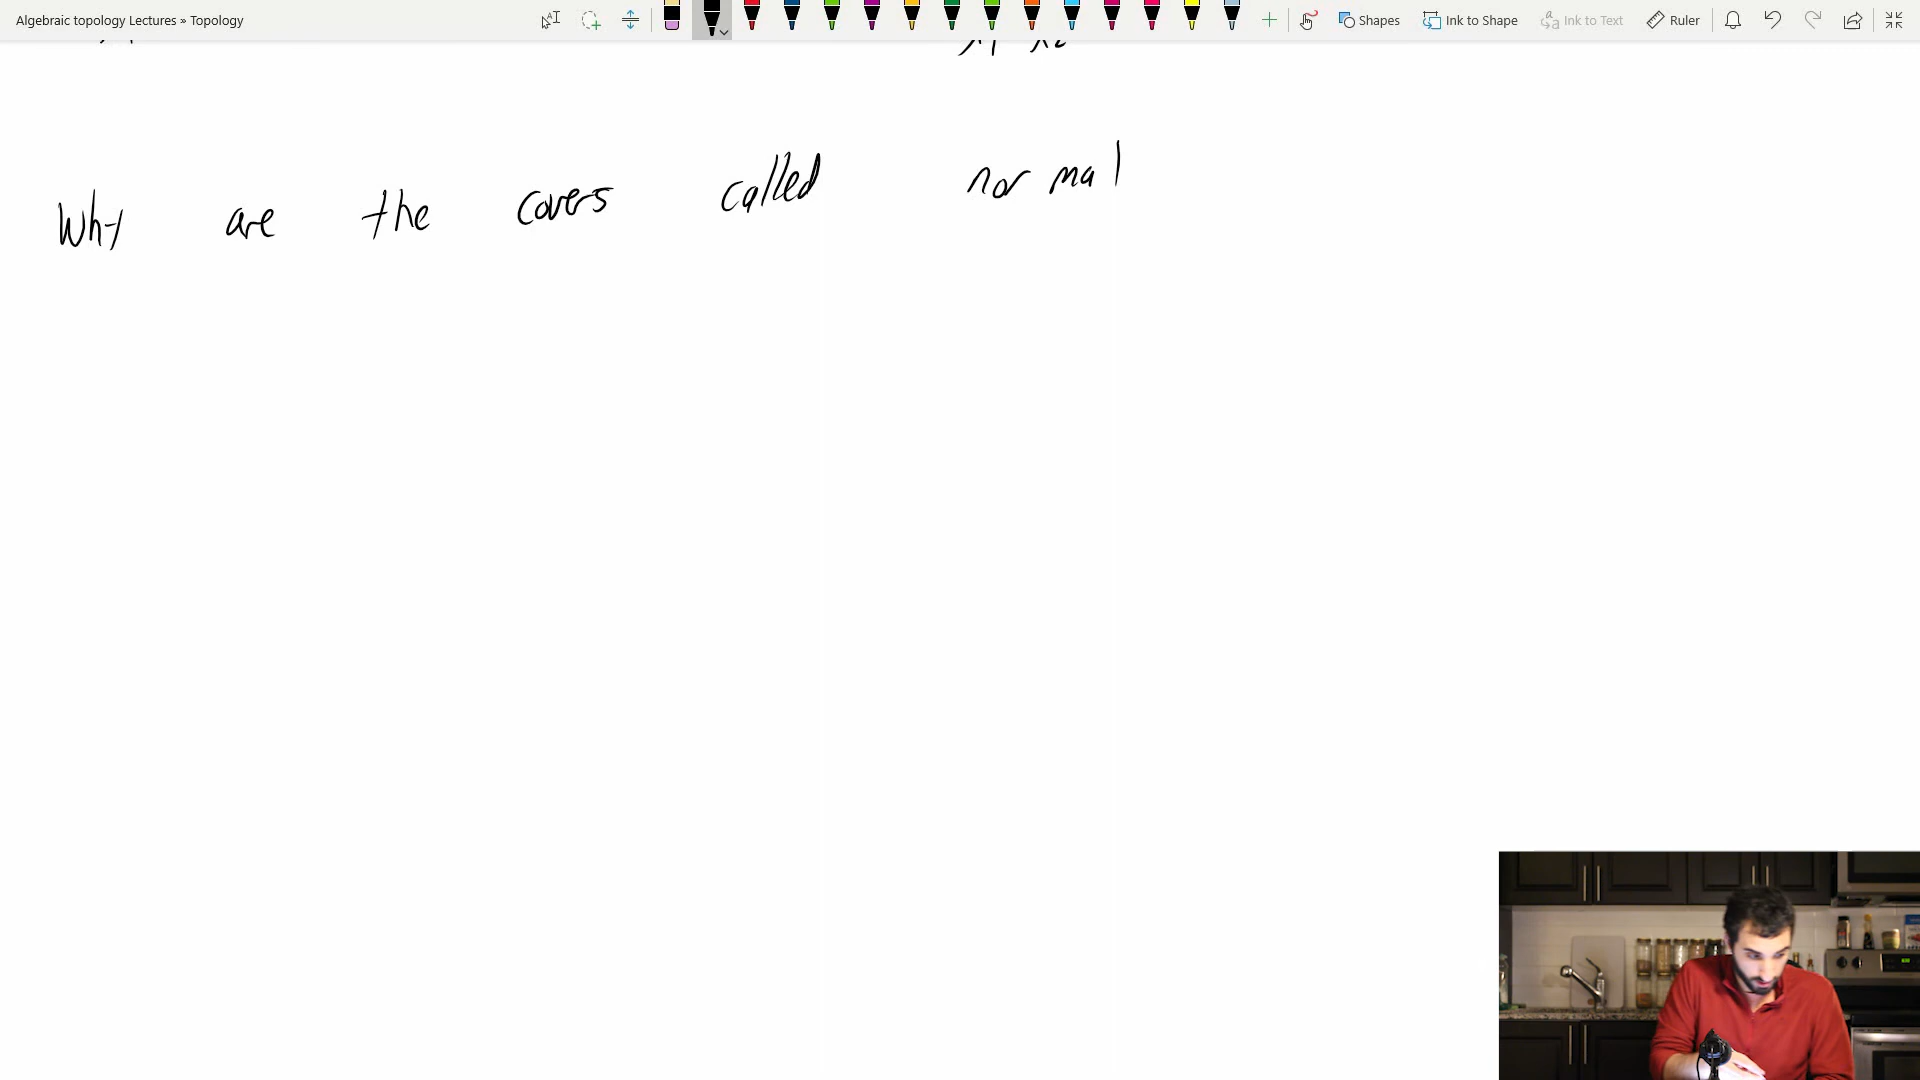 Algebraic topology Lectures » Topology
Shapes
Ink to Shape
Ink to Text
Ruler
Why are the covers called normal